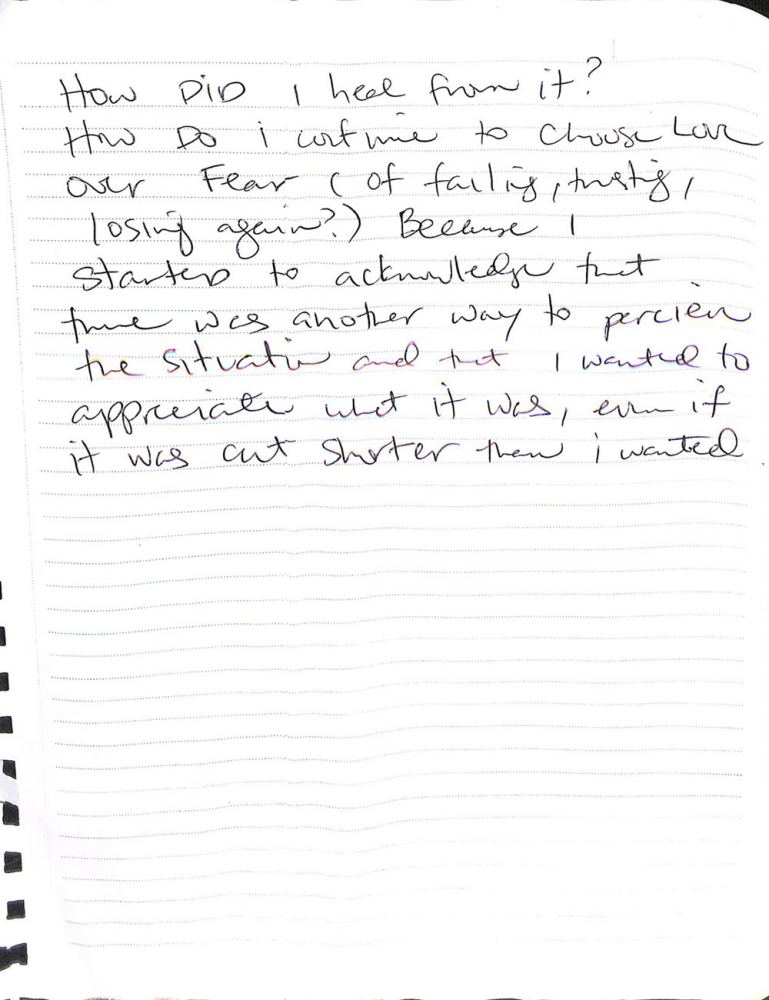 How DiD I heal from it?
How Do i continue to Choose Love
over Fear ( of failing, trusting,
losing again?) Because I
started to acknowledge that
there was another way to percieve
the situation and that I wanted to
appreciate what it was, even if
it was cut shorter then i wanted